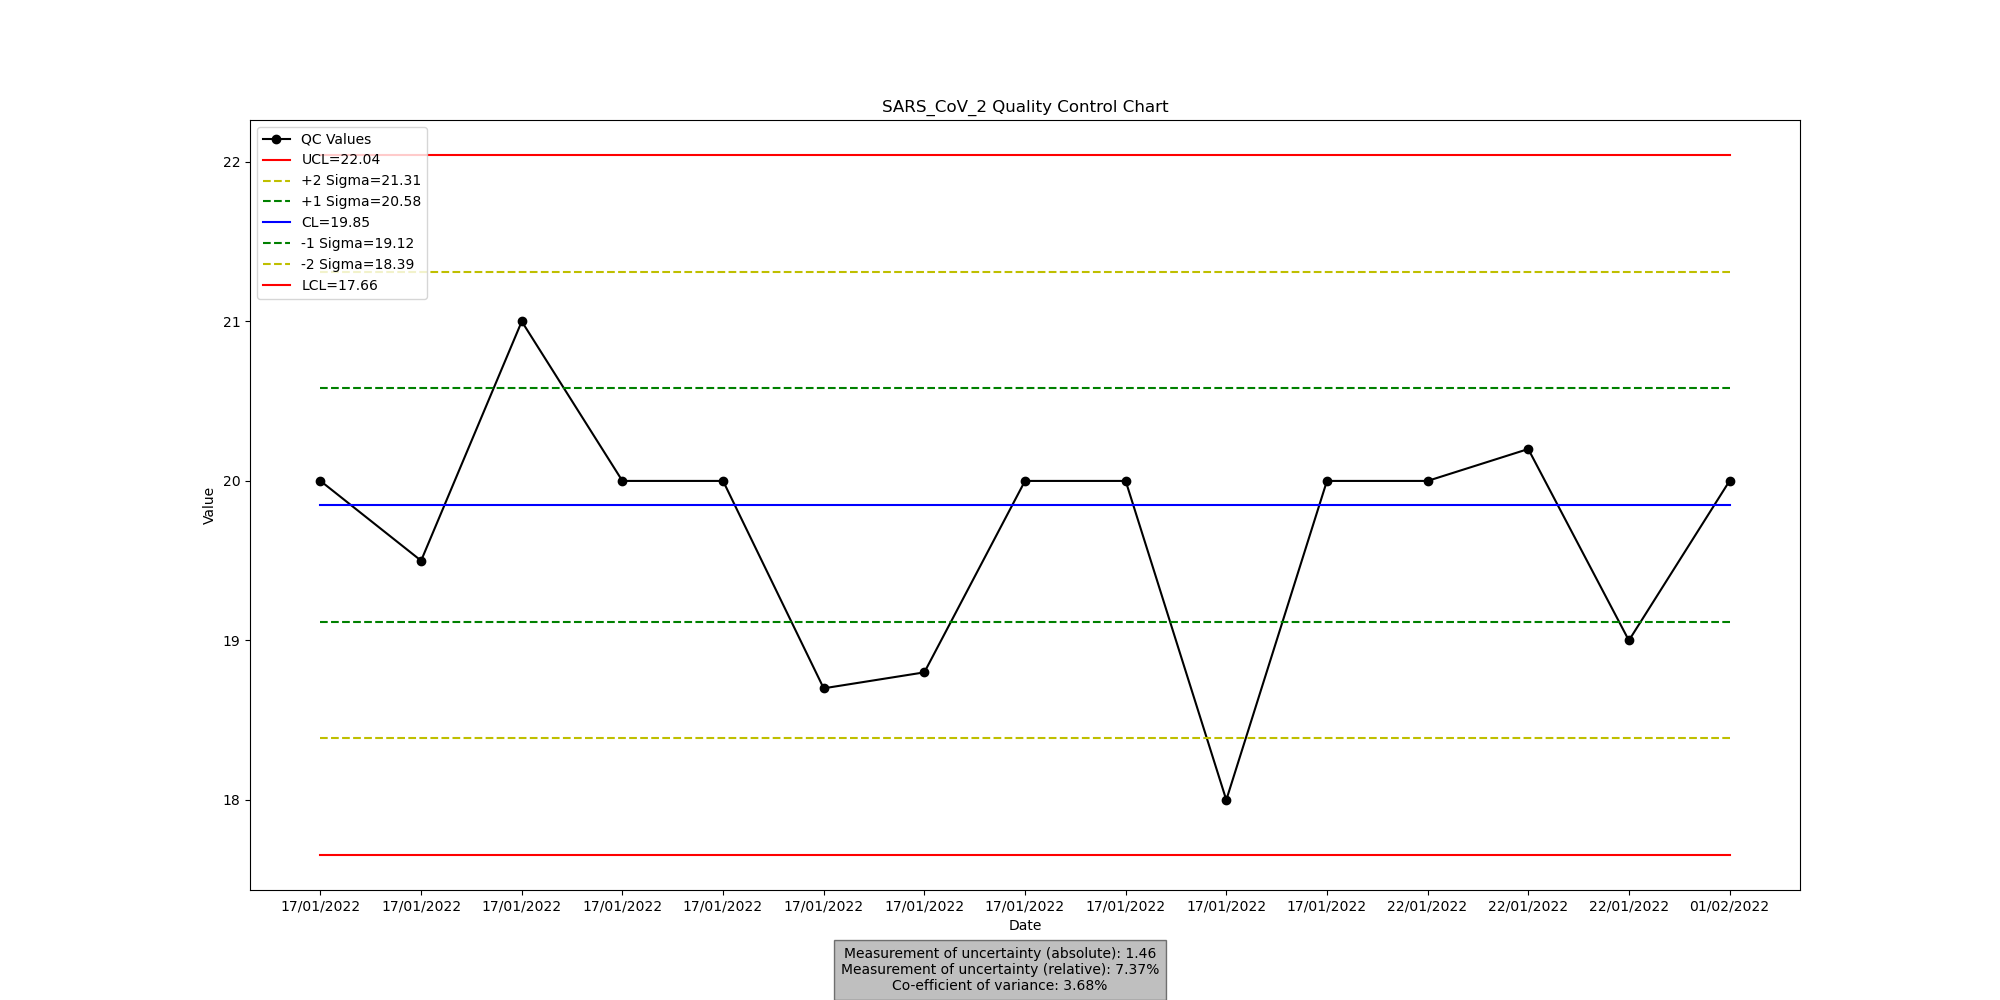 SARS_CoV_2 Quality Control Chart
QC Values
UCL=22.04
+2 Sigma=21.31
+1 Sigma=20.58
CL=19.85
-1 Sigma=19.12
-2 Sigma=18.39
LCL=17.66
22
21
20
19
18
Value
17/01/2022 17/01/2022 17/01/2022 17/01/2022 17/01/2022 17/01/2022 17/01/2022 17/01/2022 17/01/2022 17/01/2022 17/01/2022 22/01/2022 22/01/2022 22/01/2022 01/02/2022
Date
Measurement of uncertainty (absolute): 1.46
Measurement of uncertainty (relative): 7.37%
Co-efficient of variance: 3.68%